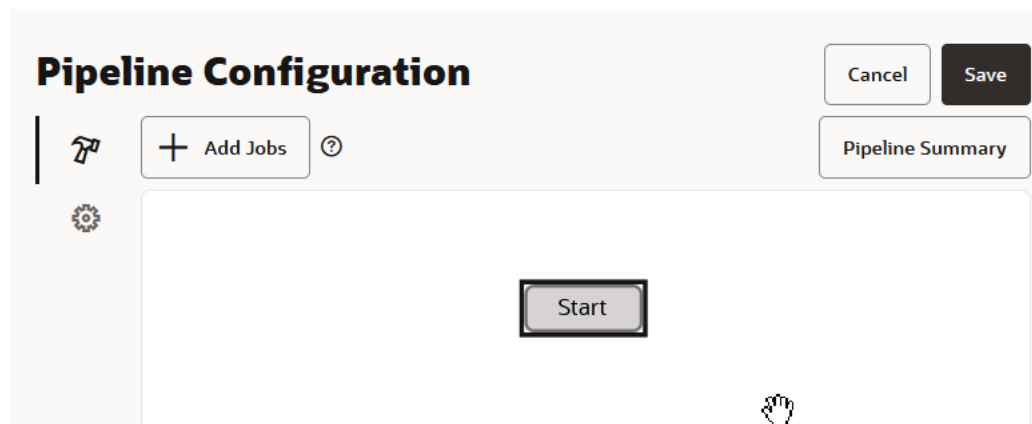 Pipeline Configuration
Cancel
Save
Add Jobs
Pipeline Summary
Start